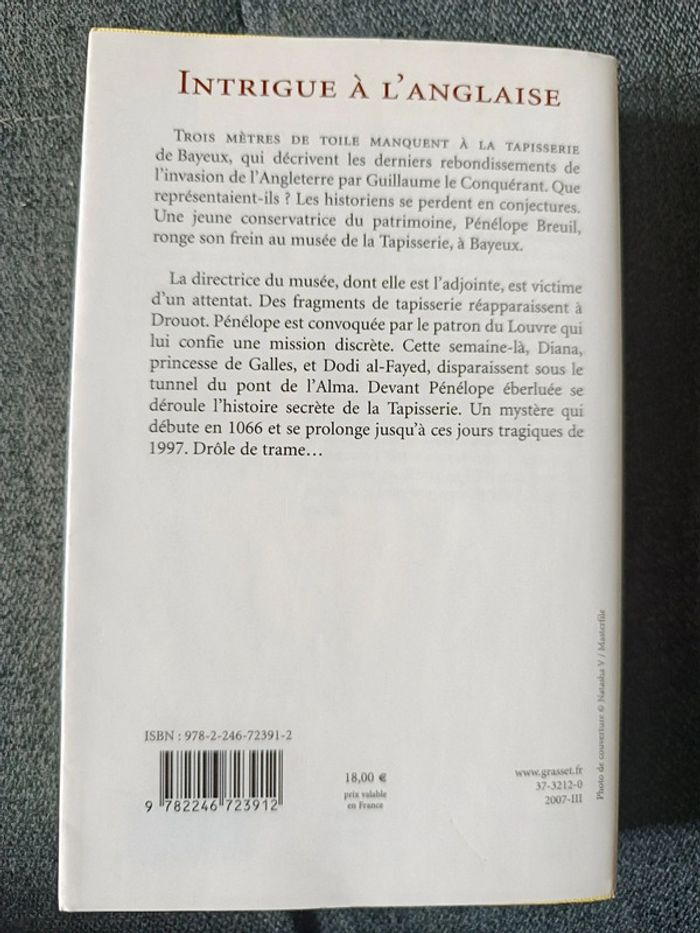 INTRIGUE À L'ANGLAISE
TROIS MÈTRES DE TOILE MANQUENT À LA TAPISSERIE
de Bayeux, qui décrivent les derniers rebondissements de
l'invasion de l'Angleterre par Guillaume le Conquérant. Que
représentaient-ils ? Les historiens se perdent en conjectures.
Une jeune conservatrice du patrimoine, Pénélope Breuil,
ronge son frein au musée de la Tapisserie, à Bayeux.
La directrice du musée, dont elle est l'adjointe, est victime
d'un attentat. Des fragments de tapisserie réapparaissent à
Drouot. Pénélope est convoquée par le patron du Louvre qui
lui confie une mission discrète. Cette semaine-là, Diana,
princesse de Galles, et Dodi al-Fayed, disparaissent sous le
tunnel du pont de l'Alma. Devant Pénélope éberluée se
déroule l'histoire secrète de la Tapisserie. Un mystère qui
débute en 1066 et se prolonge jusqu'à ces jours tragiques de
1997. Drôle de trame…
ISBN : 978-2-246-72391-2
9 782246 723912
18,00 €
prix valable
en France
www.grasset.fr
37-3212-0
2007-III
Photo de couverture © Natasha V / Masterfile